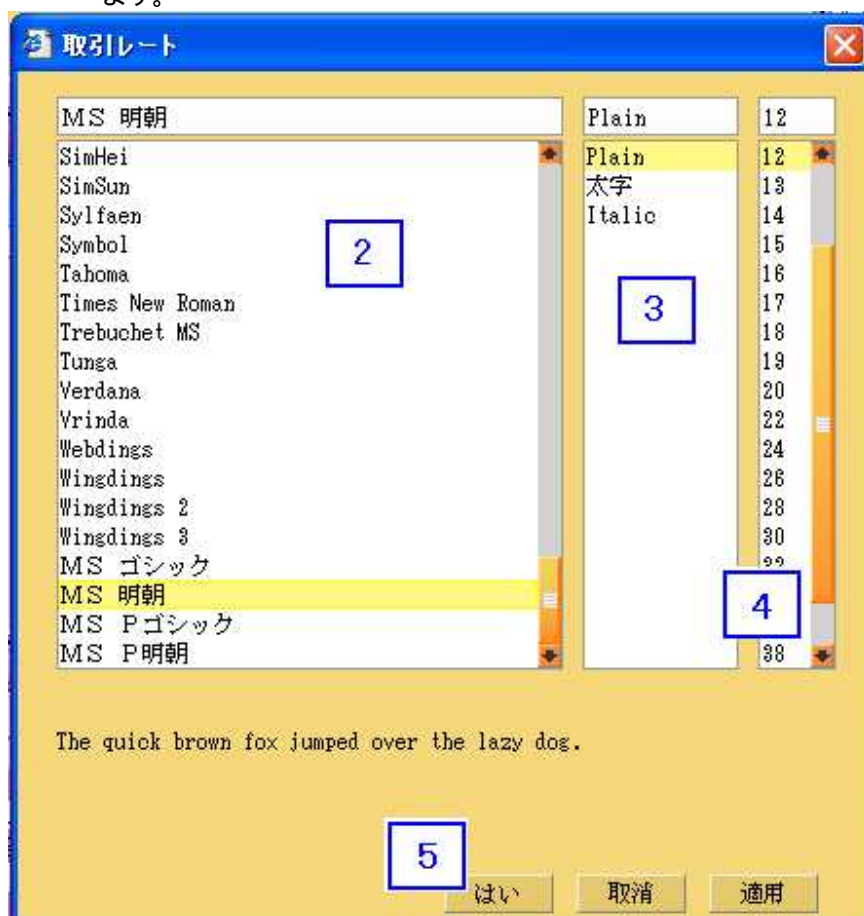 ます。
取引レート
ＭＳ 明朝
Plain
12
SimHei
SimSun
Sylfaen
Symbol
Tahoma
Times New Roman
Trebuchet MS
Tunga
Verdana
Vrinda
Webdings
Wingdings
Wingdings 2
Wingdings 3
ＭＳ ゴシック
ＭＳ 明朝
ＭＳ Ｐゴシック
ＭＳ Ｐ明朝
2
Plain
太字
Italic
3
12
13
14
15
16
17
18
19
20
22
24
26
28
30
4
38
The quick brown fox jumped over the lazy dog.
5
はい
取消
適用